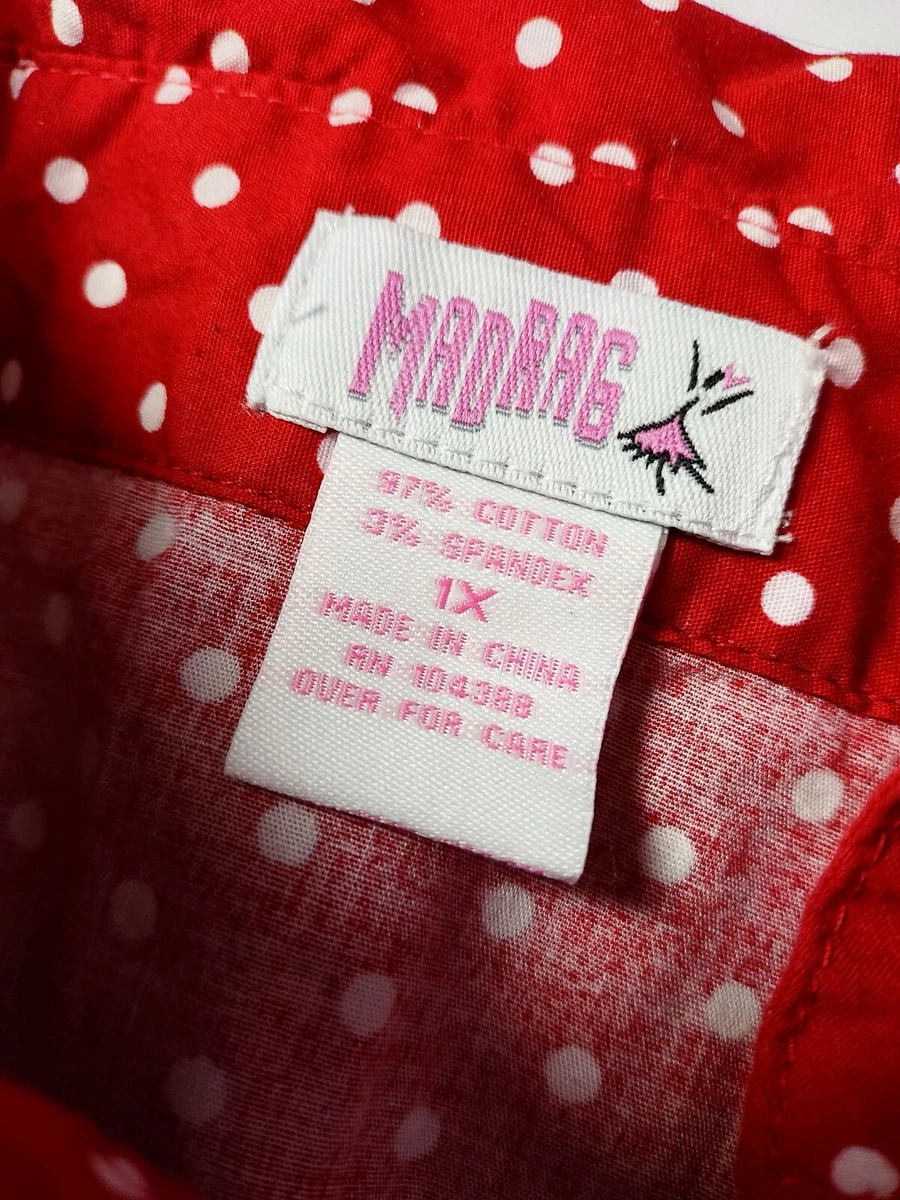 MADRAG
97% COTTON
3% SPANDEX
1X
MADE IN CHINA
RN 104388
OVER FOR CARE